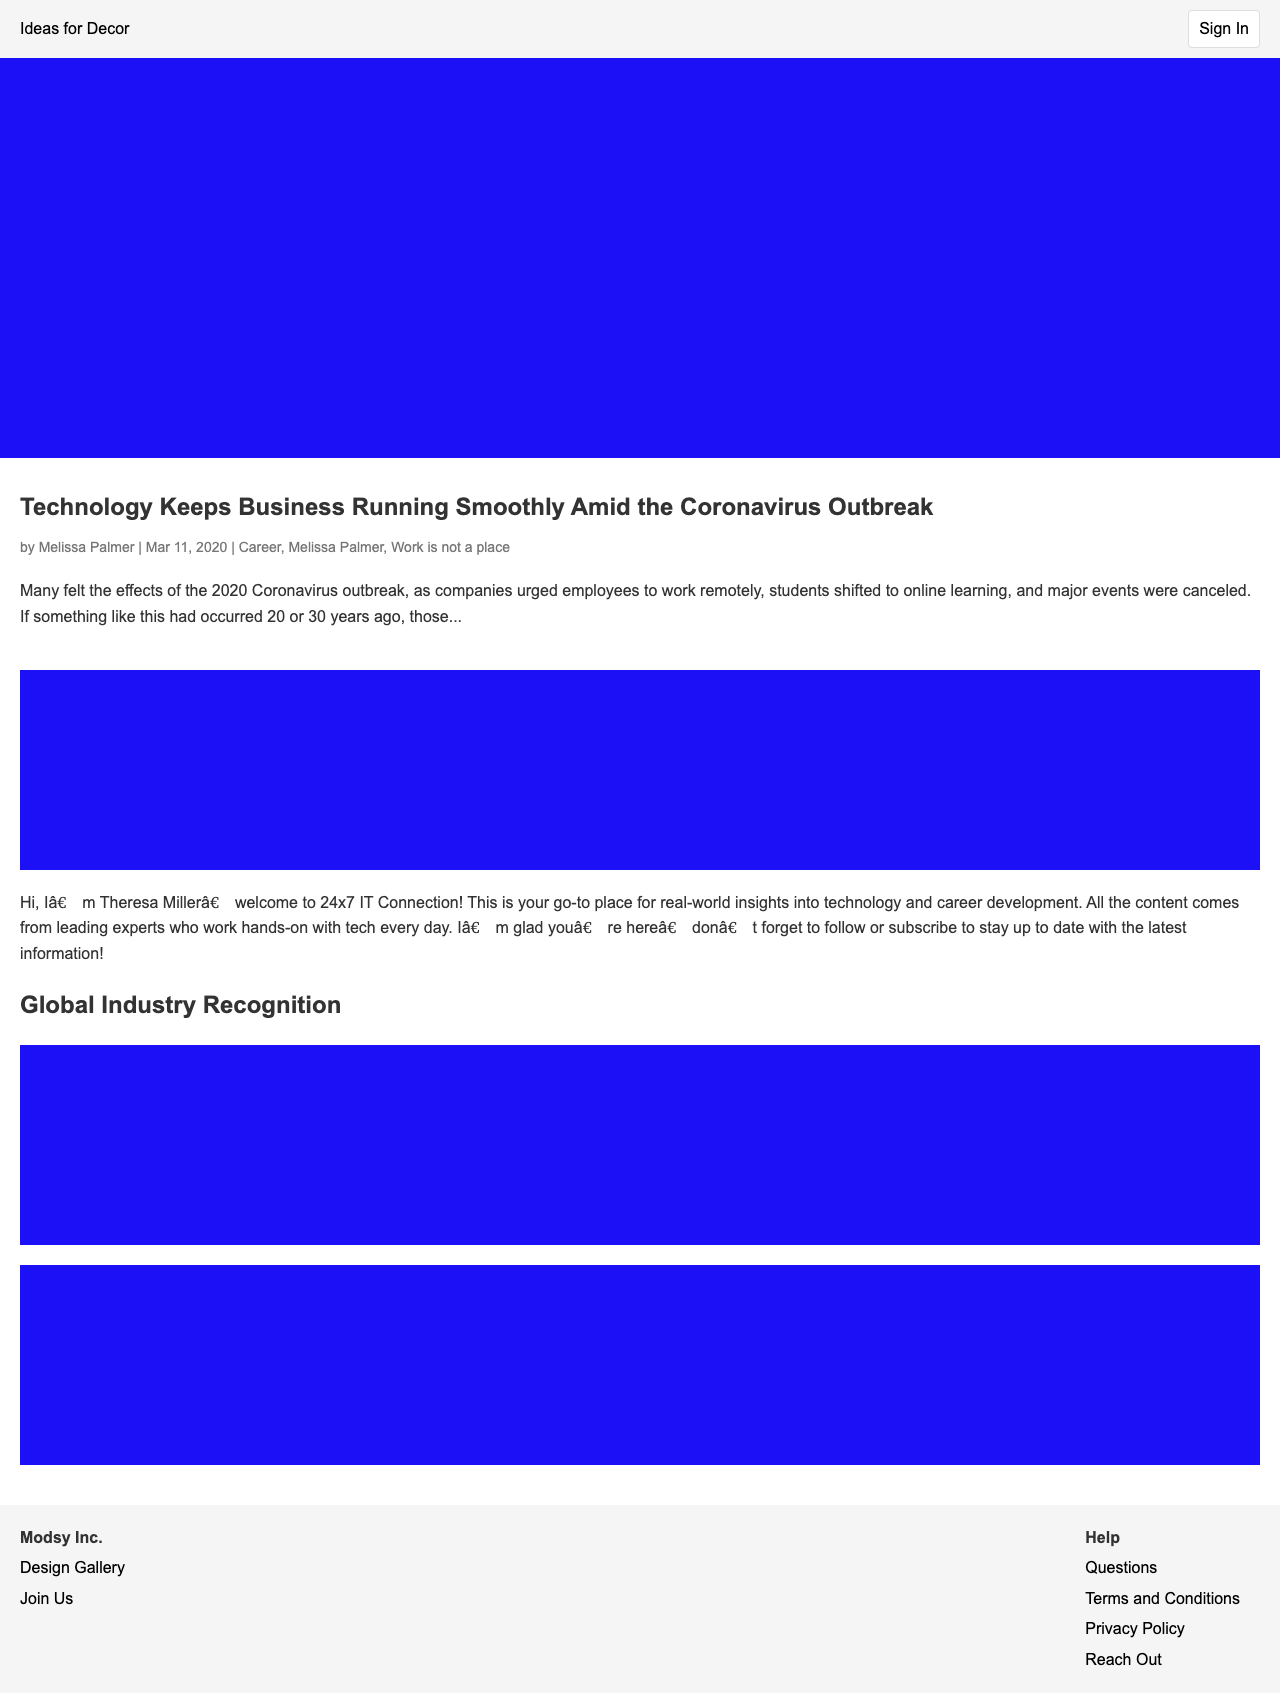 Ideas for Decor
Sign In
Technology Keeps Business Running Smoothly Amid the Coronavirus Outbreak
by Melissa Palmer | Mar 11, 2020 | Career, Melissa Palmer, Work is not a place
Many felt the effects of the 2020 Coronavirus outbreak, as companies urged employees to work remotely, students shifted to online learning, and major events were canceled.
If something like this had occurred 20 or 30 years ago, those...
Hi, Iâ€ m Theresa Millerâ€ welcome to 24x7 IT Connection! This is your go-to place for real-world insights into technology and career development. All the content comes
from leading experts who work hands-on with tech every day. Iâ€ m glad youâ€ re hereâ€ donâ€ t forget to follow or subscribe to stay up to date with the latest
information!
Global Industry Recognition
Modsy Inc.
Design Gallery
Join Us
Help
Questions
Terms and Conditions
Privacy Policy
Reach Out